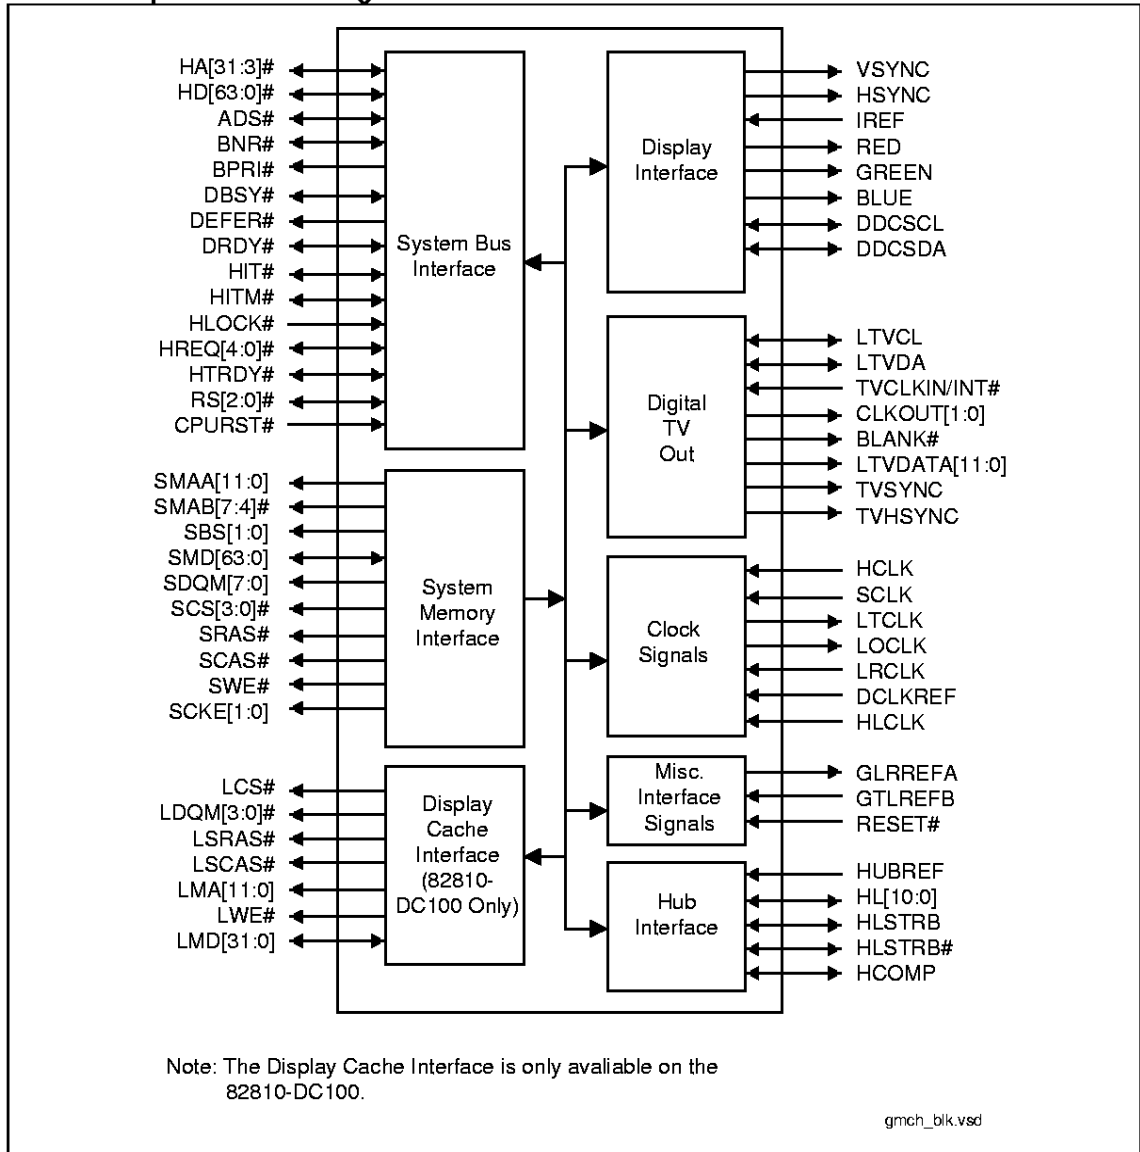 HA[31:3]#
HD[63:0]#
ADS#
BNR#
BPRI#
DBSY#
DEFER#
DRDY#
HIT#
HITM#
HLOCK#
HREQ[4:0]#
HTRDY#
RS[2:0]#
CPURST#
System Bus
Interface
SMAA[11:0]
SMAB[7:4]#
SBS[1:0]
SMD[63:0]
SDQM[7:0]
SCS[3:0]#
SRAS#
SCAS#
SWE#
SCKE[1:0]
System
Memory
Interface
LCS#
LDQM[3:0]#
LSRAS#
LSCAS#
LMA[11:0]
LWE#
LMD[31:0]
Display
Cache
Interface
(82810-
DC100 Only)
Display
Interface
VSYNC
HSYNC
IREF
RED
GREEN
BLUE
DDCSCL
DDCSDA
Digital
TV
Out
LTVCL
LTVDA
TVCLKIN/INT#
CLKOUT[1:0]
BLANK#
LTVDATA[11:0]
TVSYNC
TVHSYNC
Clock
Signals
HCLK
SCLK
LTCLK
LOCLK
LRCLK
DCLKREF
HLCLK
Misc.
Interface
Signals
GLRREFA
GTLREFB
RESET#
Hub
Interface
HUBREF
HL[10:0]
HLSTRB
HLSTRB#
HCOMP
Note: The Display Cache Interface is only avaliable on the
82810-DC100.
gmch_blk.vsd